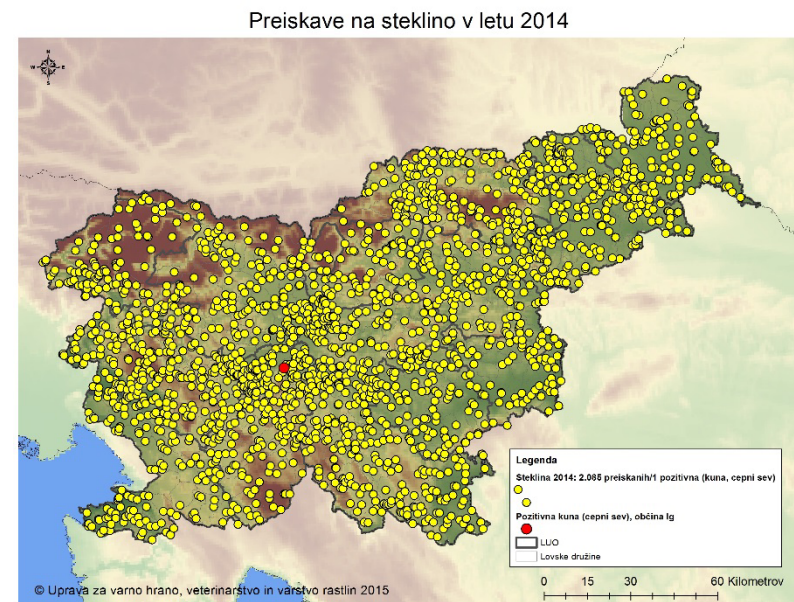 Preiskave na steklino v letu 2014
N
W E
S
Legenda
Steklina 2014: 2.085 preiskanih/1 pozitivna (kuna, cepni sev)
Pozitivna kuna (cepni sev), občina Ig
LUO
Lovske družine
0 15 30 60 Kilometrov
© Uprava za varno hrano, veterinarstvo in varstvo rastlin 2015